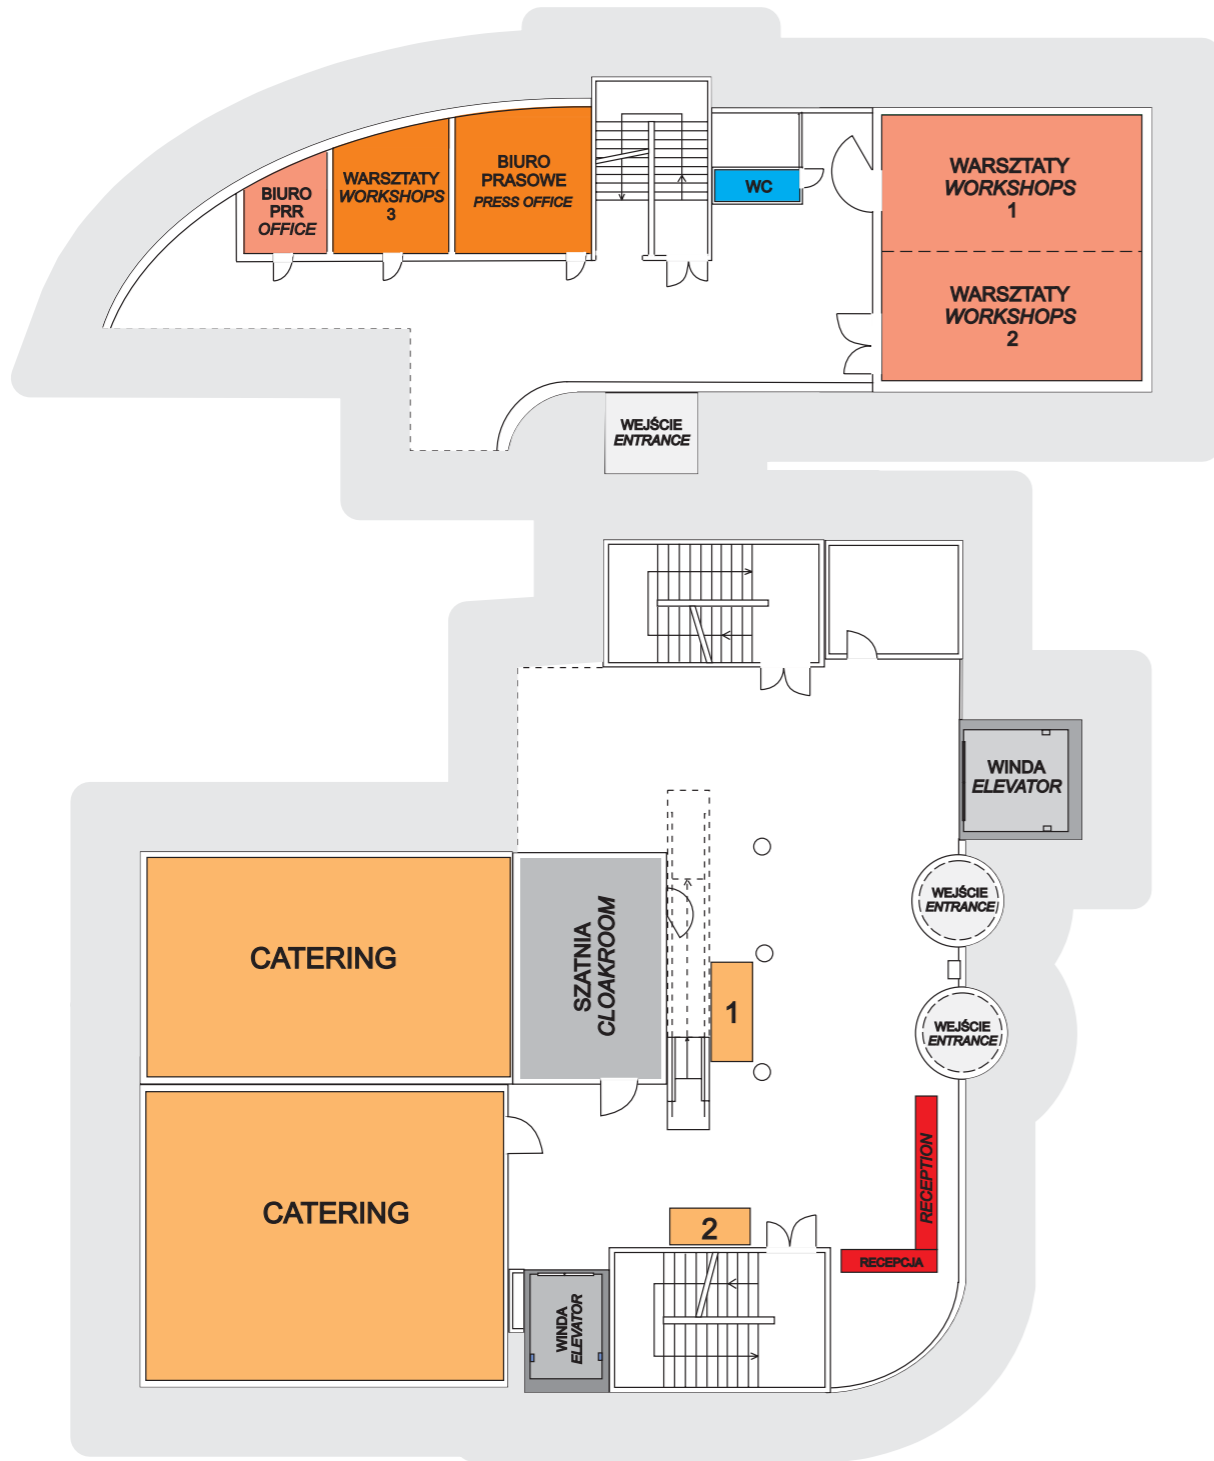 BIURO
PRR
OFFICE
WARSZTATY
WORKSHOPS
3
BIURO
PRASOWE
PRESS OFFICE
WC
WARSZTATY
WORKSHOPS
1
WARSZTATY
WORKSHOPS
2
WEJŚCIE
ENTRANCE
WINDA
ELEVATOR
WEJŚCIE
ENTRANCE
CATERING
SZATNIA
CLOAKROOM
1
WEJŚCIE
ENTRANCE
RECEPTION
CATERING
2
RECEPCJA
WINDA
ELEVATOR